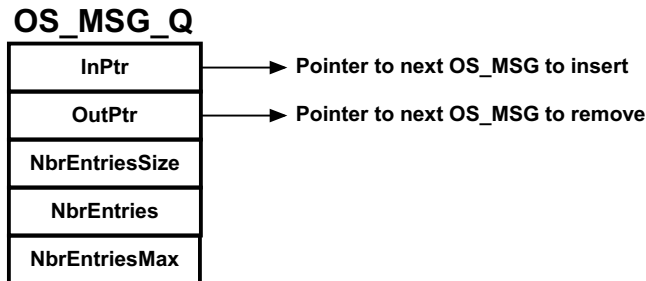 OS_MSG_Q
InPtr
Pointer to next OS_MSG to insert
OutPtr
Pointer to next OS_MSG to remove
NbrEntriesSize
NbrEntries
NbrEntriesMax